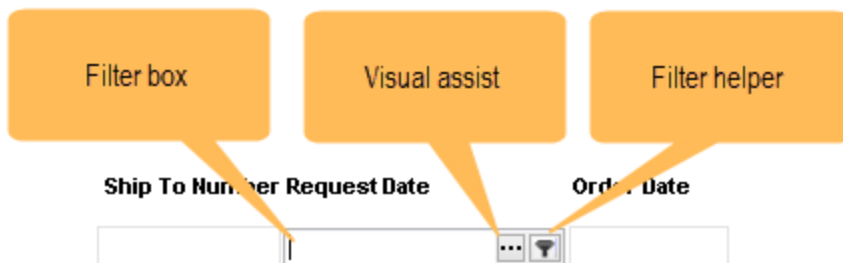 Filter box
Visual assist
Filter helper
Ship To Number Request Date
Order Date